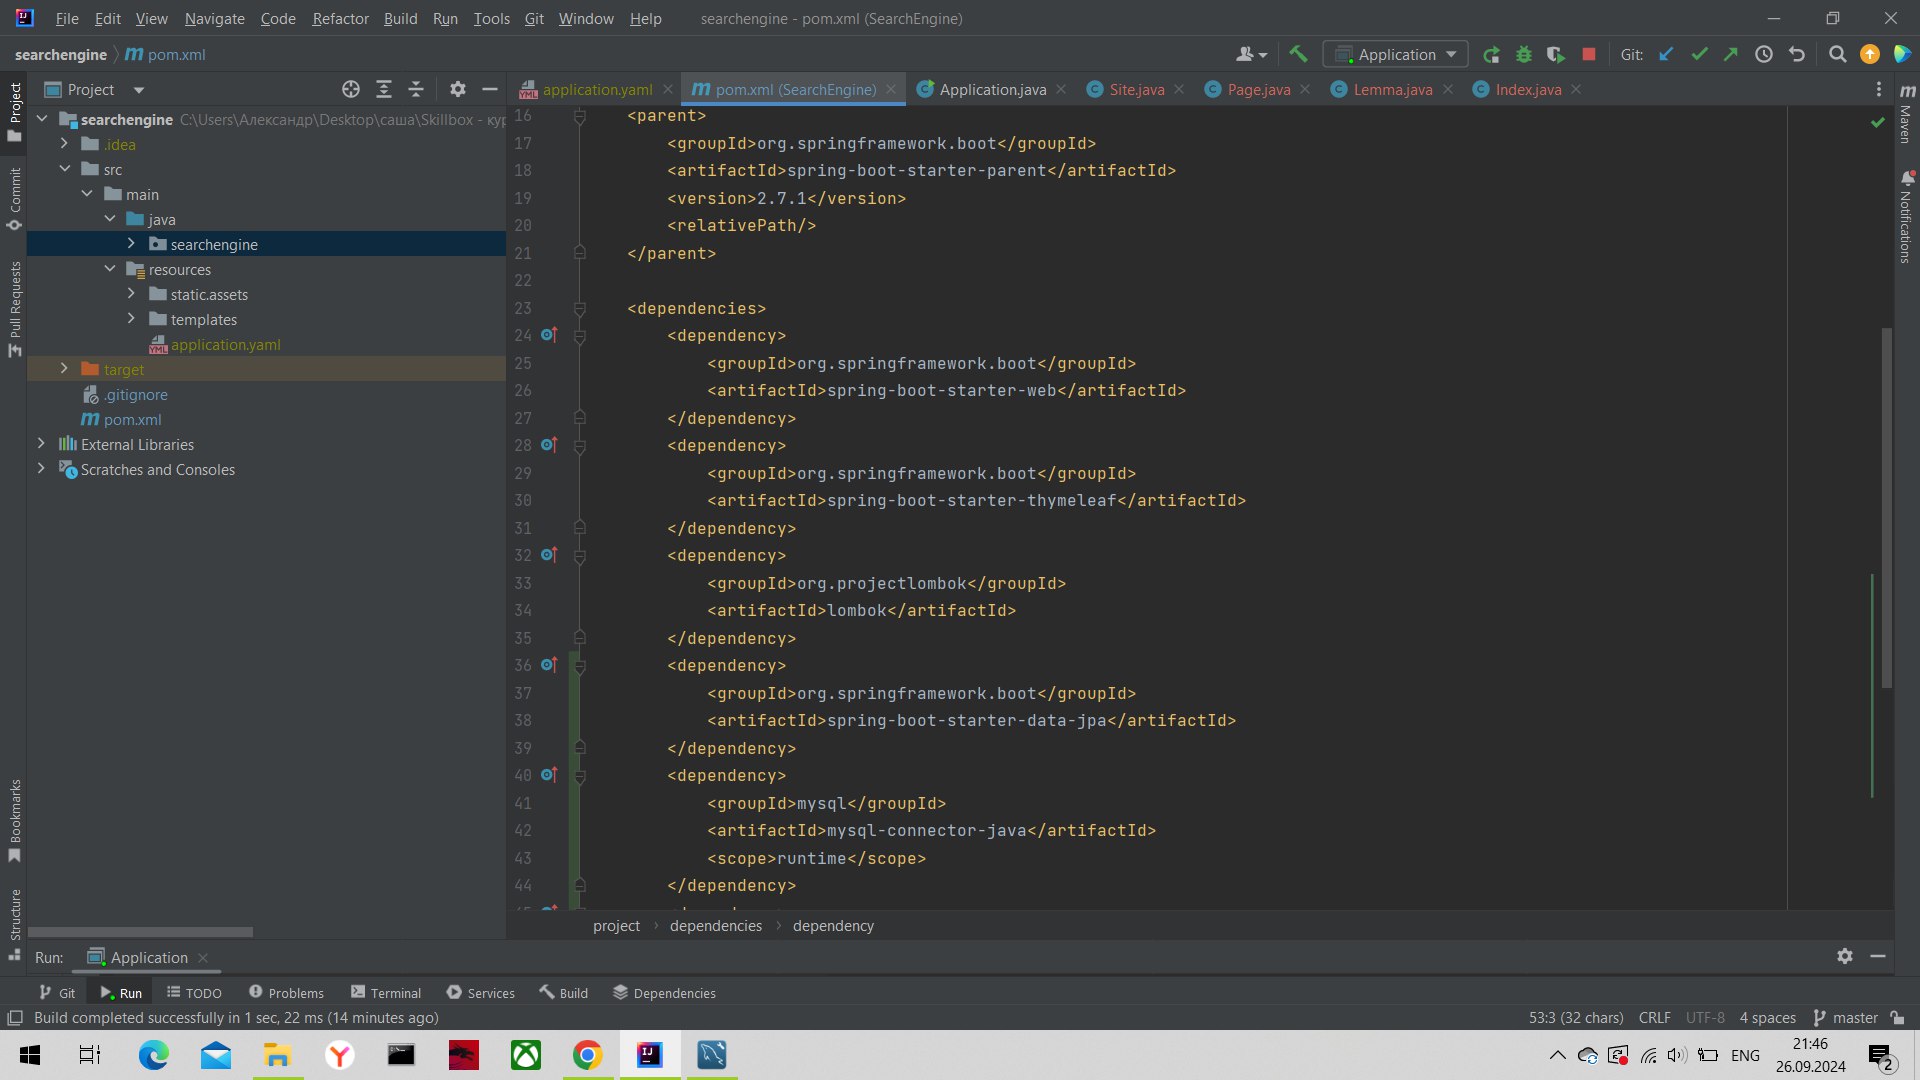 File Edit View Navigate Code Refactor Build Run Tools Git Window Help searchengine - pom.xml (SearchEngine)
searchengine m pom.xml Application Git:
Project
application.yaml
m pom.xml (SearchEngine)
Application.java
Site.java
Page.java
Lemma.java
Index.java
Project
Commit
Pull Requests
Bookmarks
Structure
searchengine C:\Users\Александр\Desktop\саша\Skillbox - кур
.idea
src
main
java
searchengine
resources
static.assets
templates
application.yaml
target
.gitignore
m pom.xml
External Libraries
Scratches and Consoles
16 <parent>
17 <groupId>org.springframework.boot</groupId>
18 <artifactId>spring-boot-starter-parent</artifactId>
19 <version>2.7.1</version>
20 <relativePath/>
21 </parent>
22
23 <dependencies>
24 <dependency>
25 <groupId>org.springframework.boot</groupId>
26 <artifactId>spring-boot-starter-web</artifactId>
27 </dependency>
28 <dependency>
29 <groupId>org.springframework.boot</groupId>
30 <artifactId>spring-boot-starter-thymeleaf</artifactId>
31 </dependency>
32 <dependency>
33 <groupId>org.projectlombok</groupId>
34 <artifactId>lombok</artifactId>
35 </dependency>
36 <dependency>
37 <groupId>org.springframework.boot</groupId>
38 <artifactId>spring-boot-starter-data-jpa</artifactId>
39 </dependency>
40 <dependency>
41 <groupId>mysql</groupId>
42 <artifactId>mysql-connector-java</artifactId>
43 <scope>runtime</scope>
44 </dependency>
m Maven
Notifications
project dependencies dependency
Run: Application
Git Run TODO Problems Terminal Services Build Dependencies
Build completed successfully in 1 sec, 22 ms (14 minutes ago) 53:3 (32 chars) CRLF UTF-8 4 spaces master
ENG
21:46
26.09.2024
2